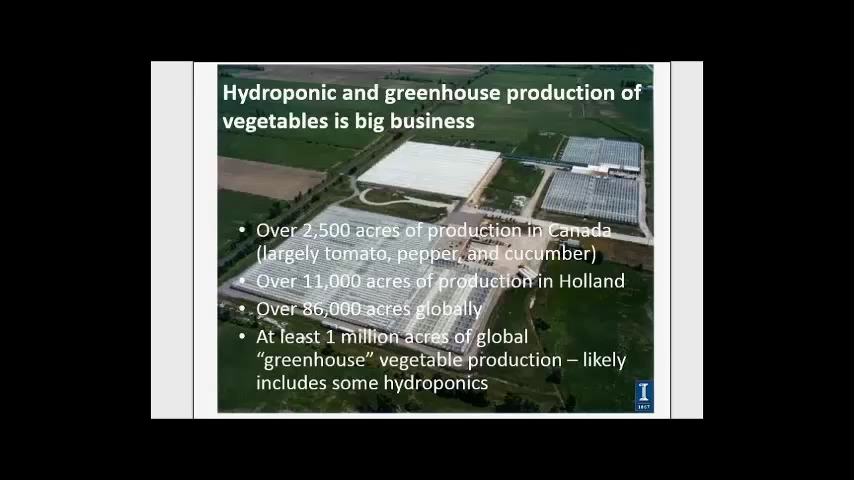 Hydroponic and greenhouse production of
vegetables is big business
• Over 2,500 acres of production in Canada
(largely tomato, pepper, and cucumber)
• Over 11,000 acres of production in Holland
• Over 86,000 acres globally
• At least 1 million acres of global
“greenhouse” vegetable production – likely
includes some hydroponics
I
1867